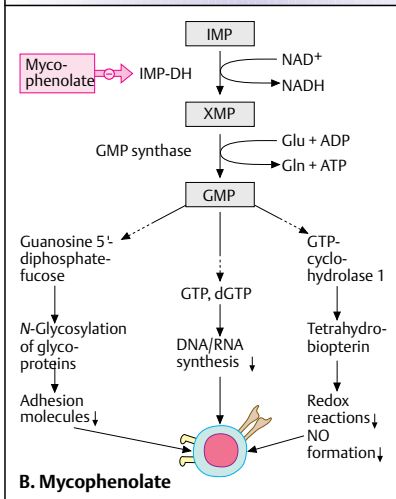 IMP
Myco-
phenolate
IMP-DH
NAD⁺
NADH
XMP
GMP synthase
Glu + ADP
Gln + ATP
GMP
Guanosine 5'-
diphosphate-
fucose
GTP, dGTP
GTP-
cyclo-
hydrolase 1
N-Glycosylation
of glyco-
proteins
DNA/RNA
synthesis ↓
Tetrahydro-
biopterin
Adhesion
molecules ↓
Redox
reactions ↓
NO
formation ↓
B. Mycophenolate